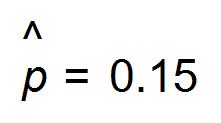 p̂ = 0.15